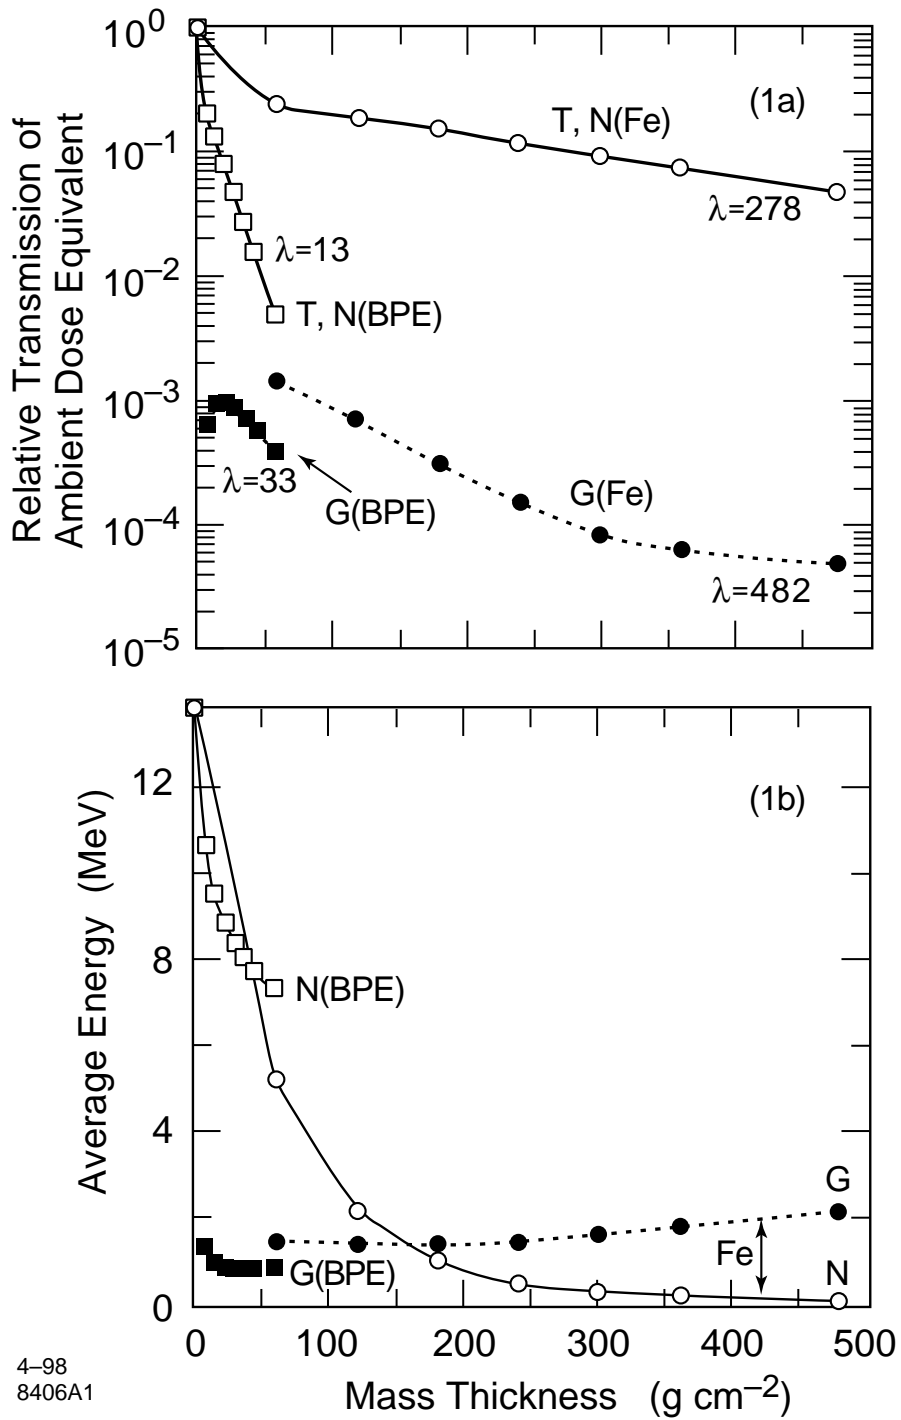 10⁰
10⁻¹
10⁻²
10⁻³
10⁻⁴
10⁻⁵
Relative Transmission of
Ambient Dose Equivalent
(1a)
T, N(Fe)
λ=278
λ=13
T, N(BPE)
λ=33
G(BPE)
G(Fe)
λ=482
12
8
4
0
Average Energy (MeV)
(1b)
N(BPE)
G
Fe
G(BPE)
N
0 100 200 300 400 500
Mass Thickness (g cm⁻²)
4–98
8406A1